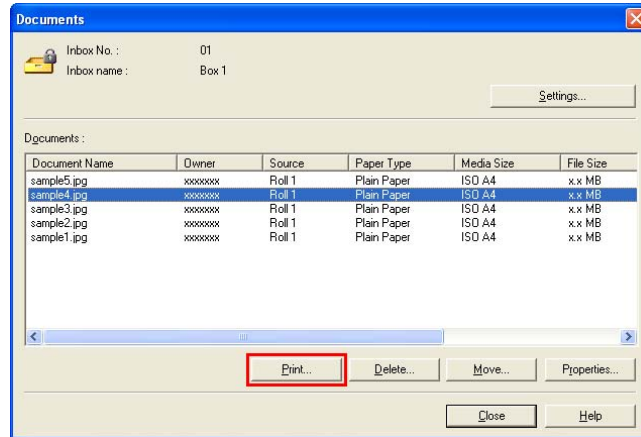 Documents
Inbox No. : 01
Inbox name : Box 1
Settings...
Documents :
Document Name Owner Source Paper Type Media Size File Size
sample5.jpg xxxxxxx Roll 1 Plain Paper ISO A4 x.x MB
sample4.jpg xxxxxxx Roll 1 Plain Paper ISO A4 x.x MB
sample3.jpg xxxxxxx Roll 1 Plain Paper ISO A4 x.x MB
sample2.jpg xxxxxxx Roll 1 Plain Paper ISO A4 x.x MB
sample1.jpg xxxxxxx Roll 1 Plain Paper ISO A4 x.x MB
Print... Delete... Move... Properties...
Close Help